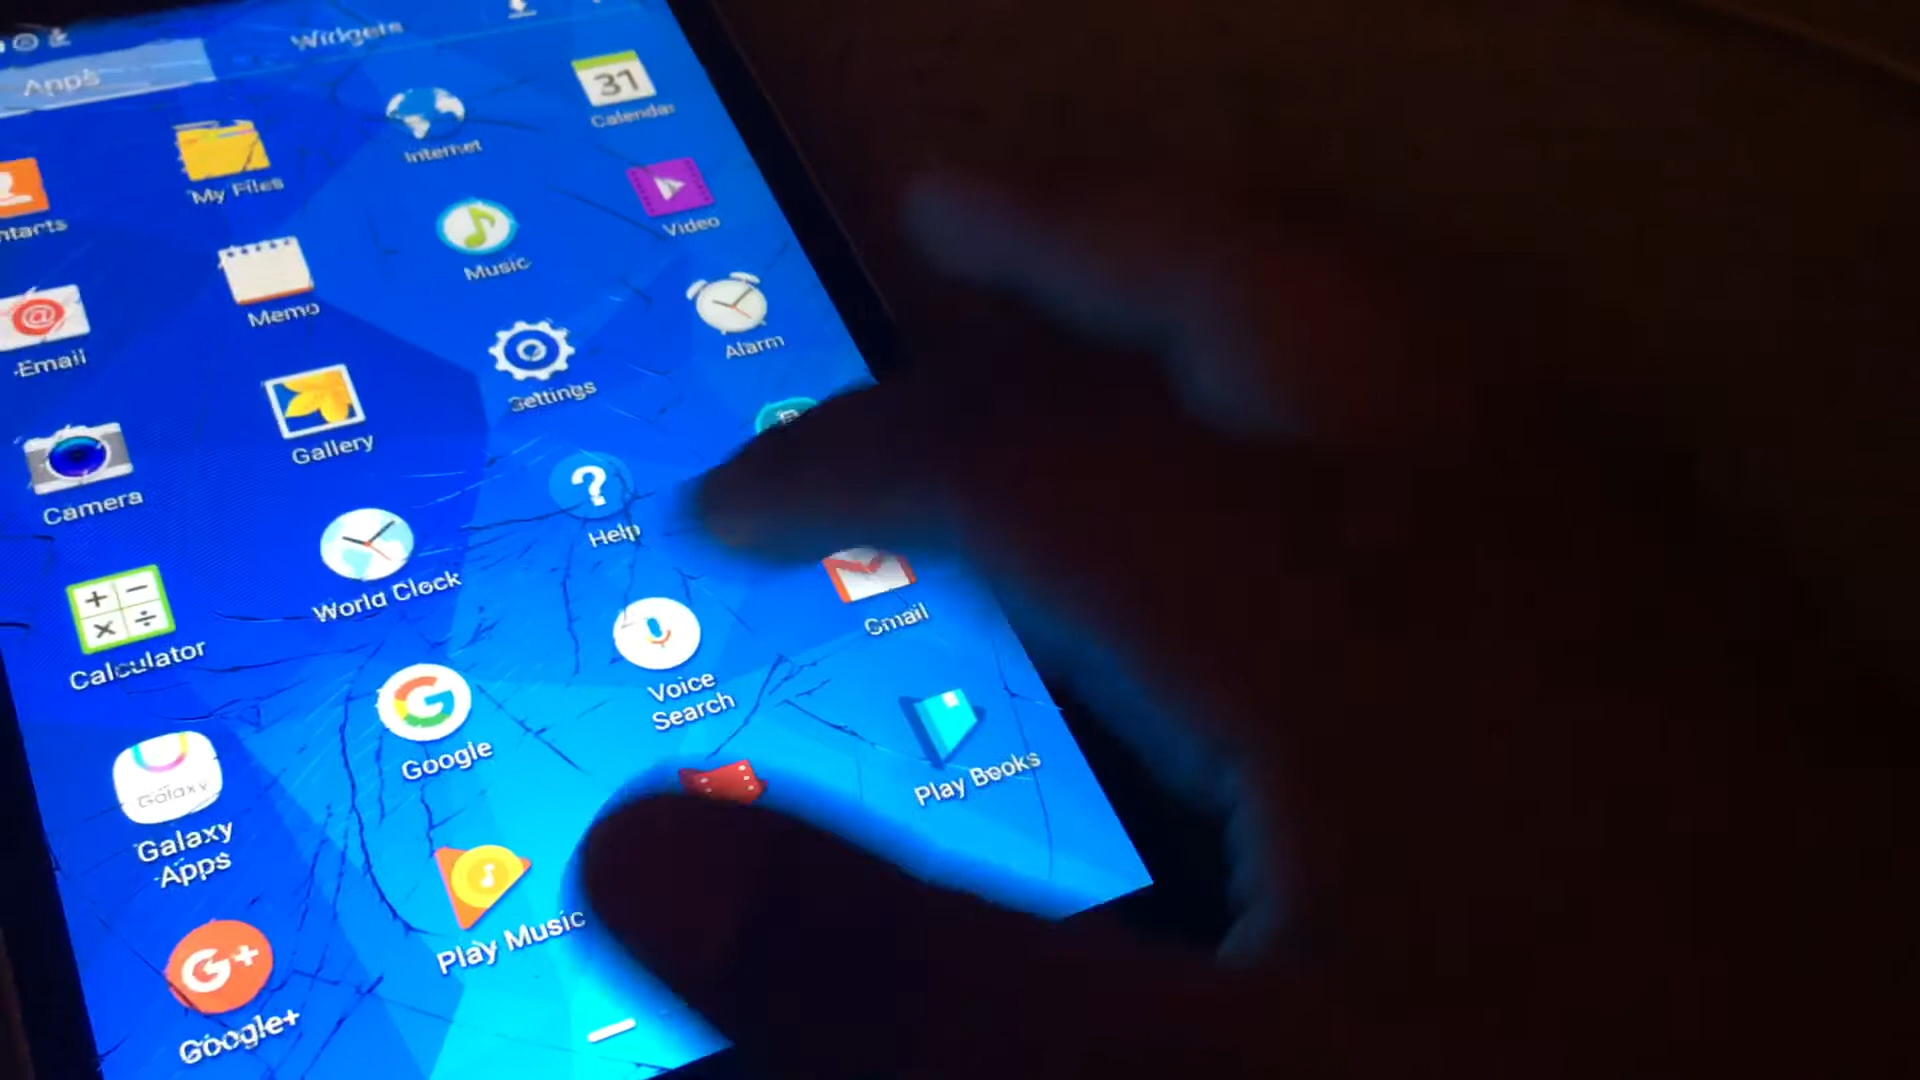 Apps
Widgets
ntacts
My Files
Internet
31
Calendar
@
Email
Memo
Music
Video
Camera
Gallery
Settings
Alarm
Calculator
World Clock
?
Help
Galaxy
Galaxy
Apps
G
Google
Voice
Search
Gmail
G+
Google+
Play Music
Play Books